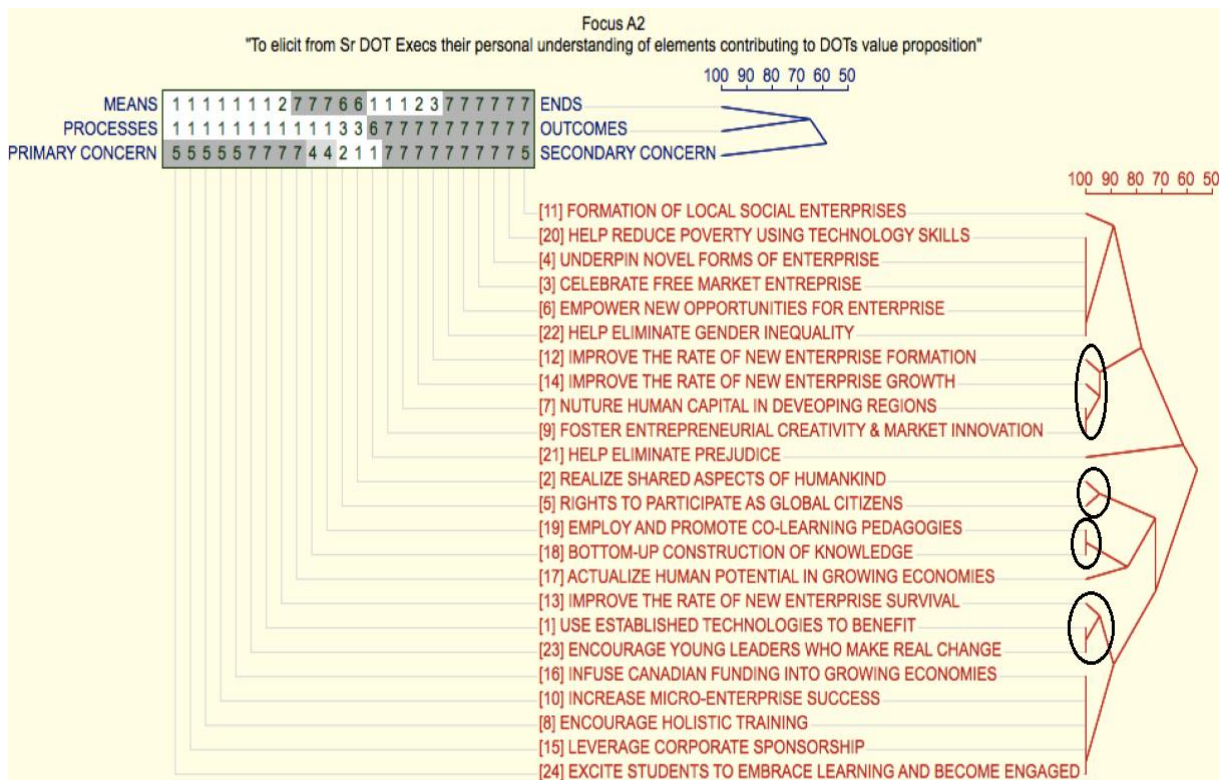 Focus A2
"To elicit from Sr DOT Execs their personal understanding of elements contributing to DOTs value proposition"
100 90 80 70 60 50
MEANS 1 1 1 1 1 1 1 2 7 7 7 6 6 1 1 1 2 3 7 7 7 7 7 7 ENDS
PROCESSES 1 1 1 1 1 1 1 1 1 1 1 3 3 6 7 7 7 7 7 7 7 7 7 7 OUTCOMES
PRIMARY CONCERN 5 5 5 5 5 7 7 7 7 4 4 2 1 1 7 7 7 7 7 7 7 7 7 5 SECONDARY CONCERN
100 90 80 70 60 50
[11] FORMATION OF LOCAL SOCIAL ENTERPRISES
[20] HELP REDUCE POVERTY USING TECHNOLOGY SKILLS
[4] UNDERPIN NOVEL FORMS OF ENTERPRISE
[3] CELEBRATE FREE MARKET ENTREPRISE
[6] EMPOWER NEW OPPORTUNITIES FOR ENTERPRISE
[22] HELP ELIMINATE GENDER INEQUALITY
[12] IMPROVE THE RATE OF NEW ENTERPRISE FORMATION
[14] IMPROVE THE RATE OF NEW ENTERPRISE GROWTH
[7] NUTURE HUMAN CAPITAL IN DEVEOPING REGIONS
[9] FOSTER ENTREPRENEURIAL CREATIVITY & MARKET INNOVATION
[21] HELP ELIMINATE PREJUDICE
[2] REALIZE SHARED ASPECTS OF HUMANKIND
[5] RIGHTS TO PARTICIPATE AS GLOBAL CITIZENS
[19] EMPLOY AND PROMOTE CO-LEARNING PEDAGOGIES
[18] BOTTOM-UP CONSTRUCTION OF KNOWLEDGE
[17] ACTUALIZE HUMAN POTENTIAL IN GROWING ECONOMIES
[13] IMPROVE THE RATE OF NEW ENTERPRISE SURVIVAL
[1] USE ESTABLISHED TECHNOLOGIES TO BENEFIT
[23] ENCOURAGE YOUNG LEADERS WHO MAKE REAL CHANGE
[16] INFUSE CANADIAN FUNDING INTO GROWING ECONOMIES
[10] INCREASE MICRO-ENTERPRISE SUCCESS
[8] ENCOURAGE HOLISTIC TRAINING
[15] LEVERAGE CORPORATE SPONSORSHIP
[24] EXCITE STUDENTS TO EMBRACE LEARNING AND BECOME ENGAGED